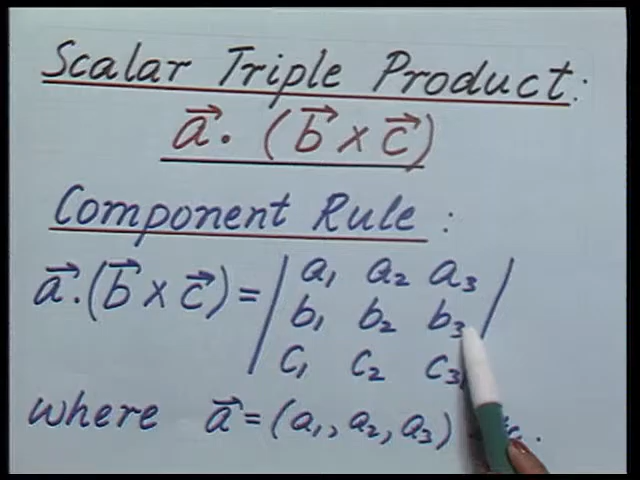 Scalar Triple Product:
a⃗ · (b⃗ × c⃗)
Component Rule:
a⃗ · (b⃗ × c⃗) = | a₁ a₂ a₃ |
| b₁ b₂ b₃ |
| c₁ c₂ c₃ |
where a⃗ = (a₁, a₂, a₃)